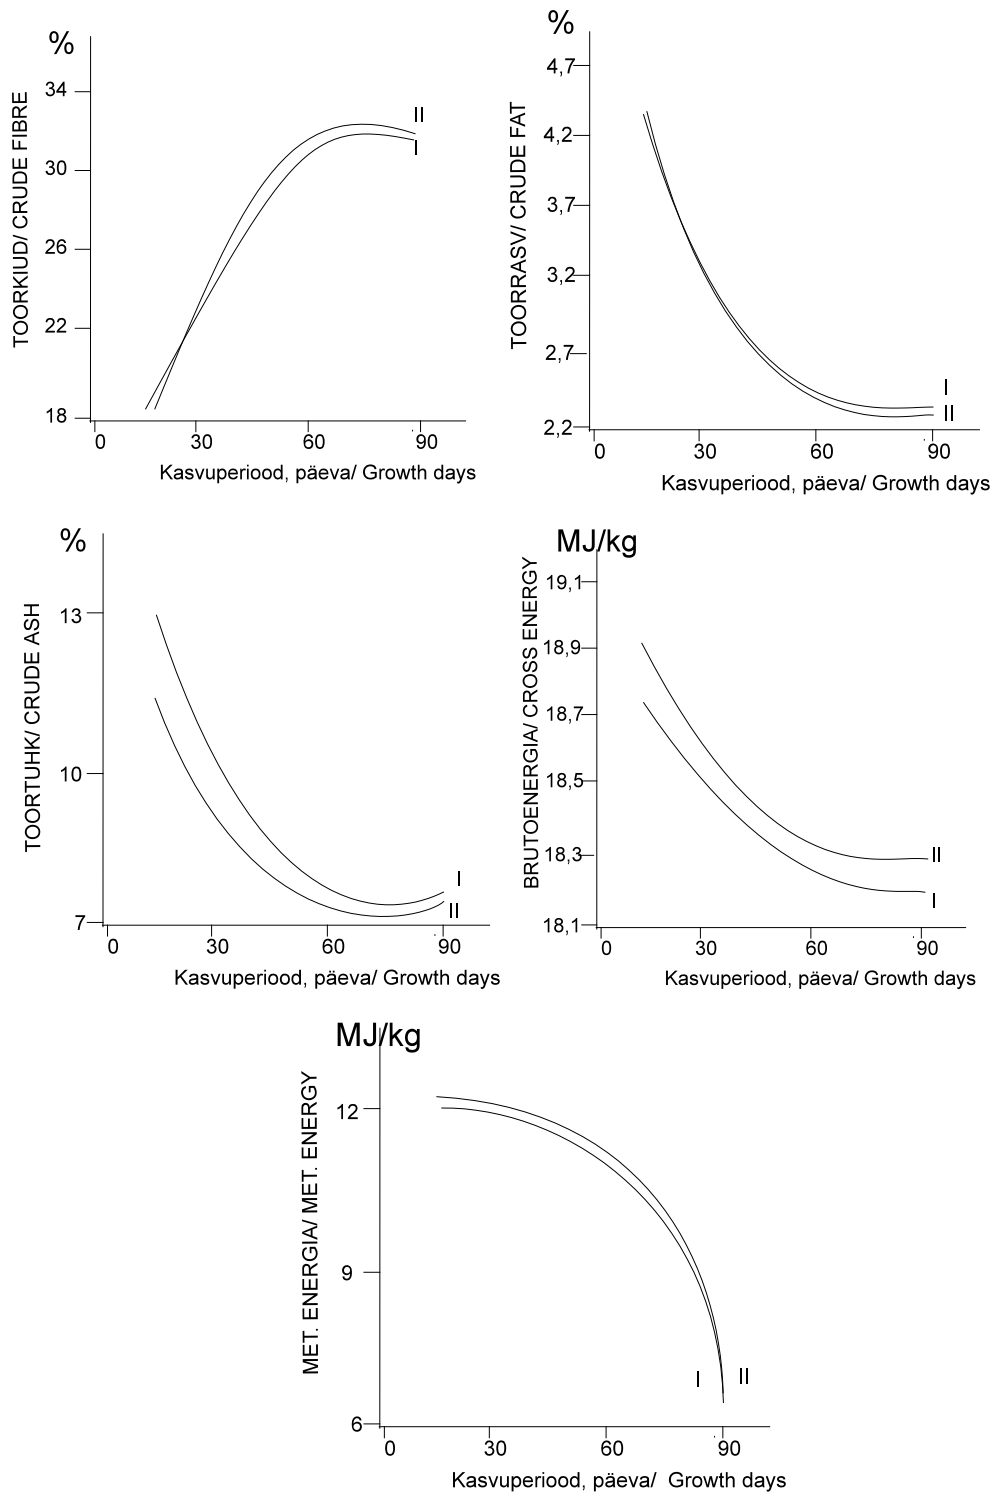 %
TOORKIUD/ CRUDE FIBRE
34
30
26
22
18
II
I
0 30 60 90
Kasvuperiood, päeva/ Growth days
%
TOORRASV/ CRUDE FAT
4,7
4,2
3,7
3,2
2,7
2,2
I
II
0 30 60 90
Kasvuperiood, päeva/ Growth days
%
TOORTUHK/ CRUDE ASH
13
10
7
I
II
0 30 60 90
Kasvuperiood, päeva/ Growth days
MJ/kg
BRUTOENERGIA/ CROSS ENERGY
19,1
18,9
18,7
18,5
18,3
18,1
II
I
0 30 60 90
Kasvuperiood, päeva/ Growth days
MJ/kg
MET. ENERGIA/ MET. ENERGY
12
9
6
I II
0 30 60 90
Kasvuperiood, päeva/ Growth days